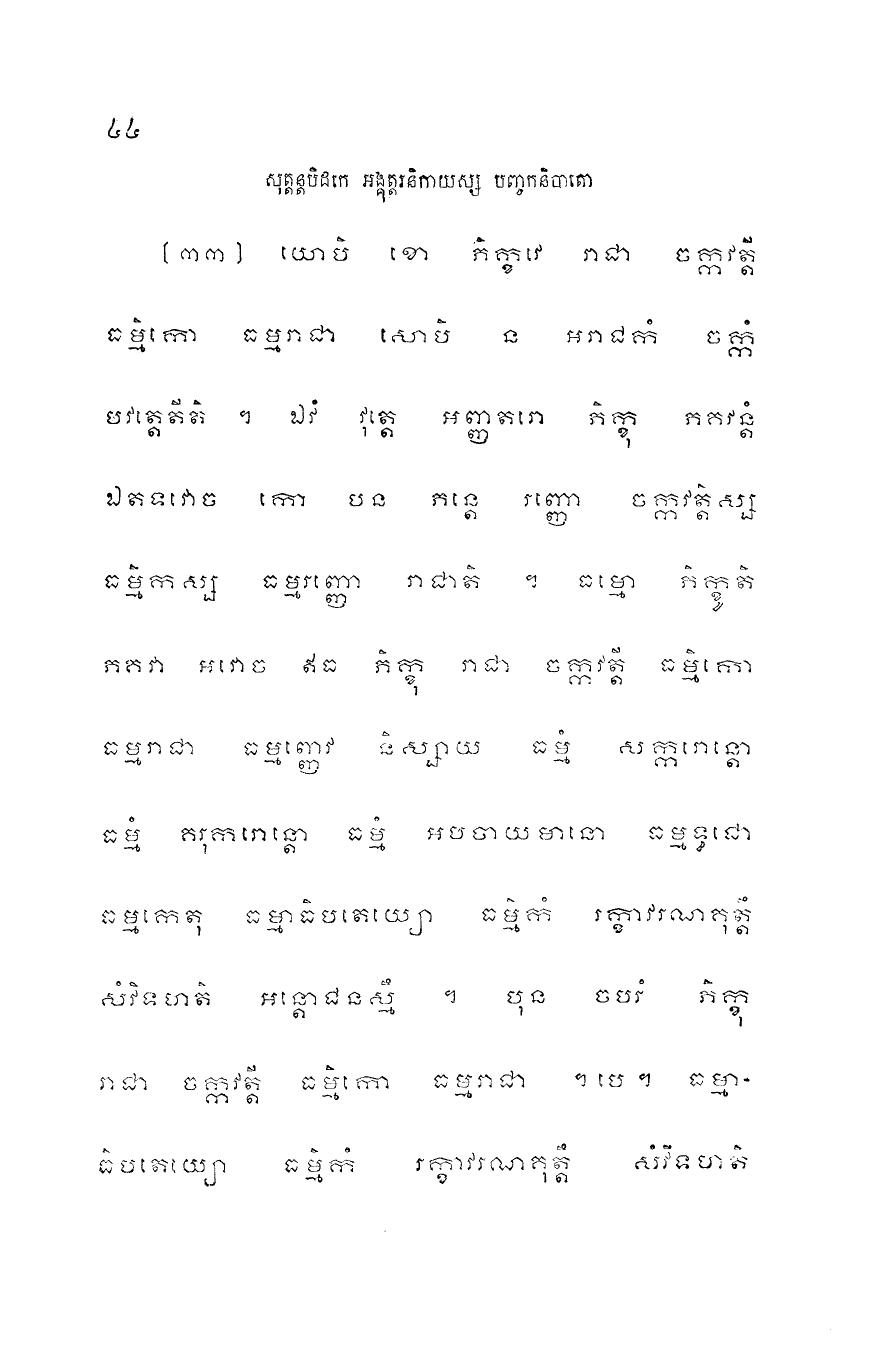 ៤៤
សុត្តន្តបិដកេ អង្គុត្តរនិកាយស្ស បញ្ចកនិបាតោ
[៣៣] យោបិ ខោ ភិក្ខវេ រាជា ចក្កវត្តី
ធម្មិកោ ធម្មរាជា សោបិ ន អរាជកំ ចក្កំ
បវត្តេតីតិ ។ ឯវំ វុត្តេ អញ្ញតរោ ភិក្ខុ ភគវន្តំ
ឯតទវោច កោ បន ភន្តេ រញ្ញោ ចក្កវត្តិស្ស
ធម្មិកស្ស ធម្មរញ្ញោ រាជាតិ ។ ធម្មោ ភិក្ខូតិ
ភគវា អវោច ឥធ ភិក្ខុ រាជា ចក្កវត្តី ធម្មិកោ
ធម្មរាជា ធម្មញ្ញេវ និស្សាយ ធម្មំ សក្ករោន្តោ
ធម្មំ គរុករោន្តោ ធម្មំ អបចាយមានោ ធម្មទ្ធជោ
ធម្មកេតុ ធម្មាធិបតេយ្យោ ធម្មិកំ រក្ខាវរណគុត្តឹ
សំវិទហាតិ អន្តោជនស្មឹ ។ បុន ចបរំ ភិក្ខុ
រាជា ចក្កវត្តី ធម្មិកោ ធម្មរាជា ។ បេ ។ ធម្មា-
ធិបតេយ្យោ ធម្មិកំ រក្ខាវរណគុត្តឹ សំវិទហាតិ